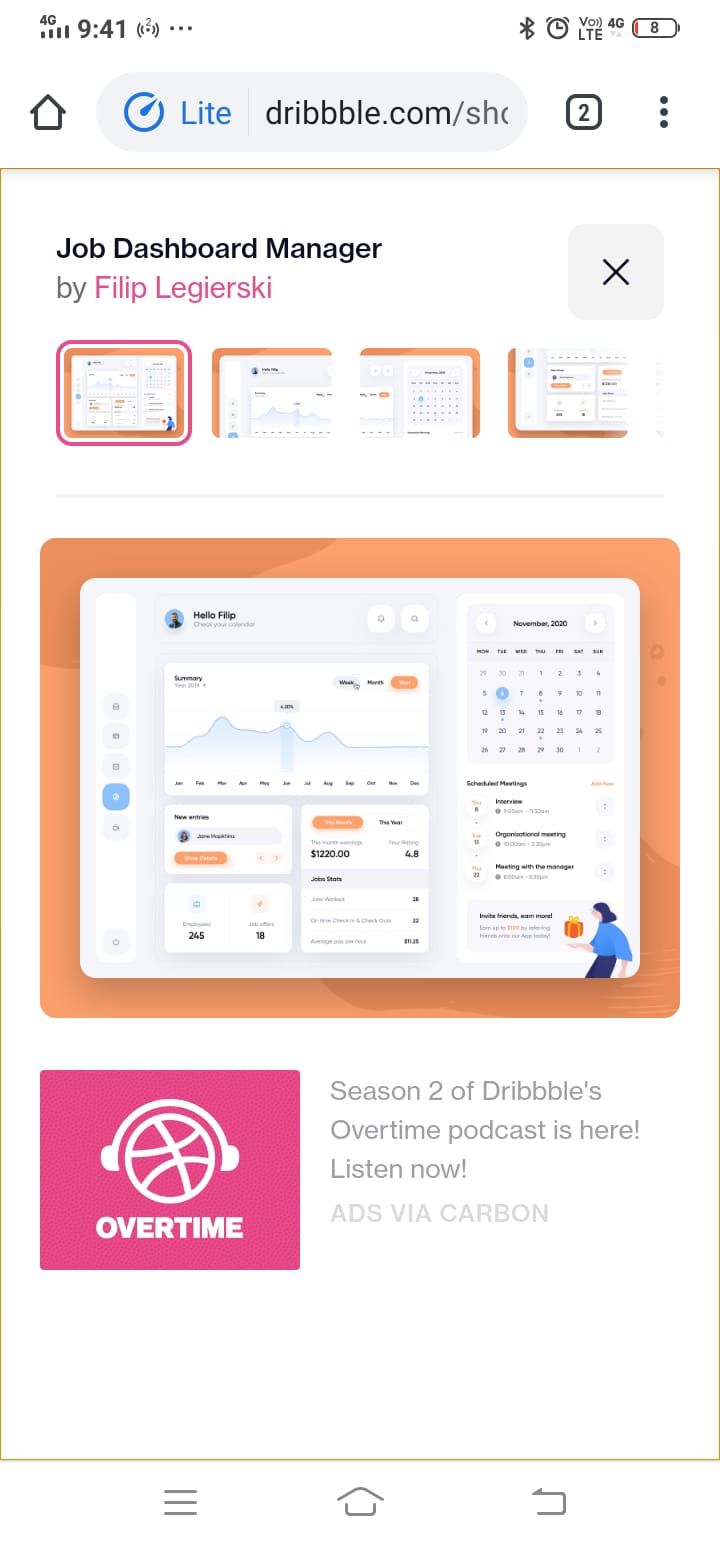 4G 9:41 2 ... VoLTE 4G 8
Lite dribbble.com/sho 2
Job Dashboard Manager
by Filip Legierski
Hello Filip
Check your calendar
Summary
Year 2019
Week Month Year
4.20%
Jan Feb Mar Apr May Jun Jul Aug Sep Oct Nov Dec
New entries
Jane Hopkins
Show Details
Employees
245
Job offers
18
This Month This Year
This month earnings Your Rating
$1220.00 4.8
Jobs Stats
Jobs Worked 28
On time Check In & Check Outs 22
Average pay per hour $11.25
November, 2020
MON TUE WED THU FRI SAT SUN
29 30 31 1 2 3 4
5 6 7 8 9 10 11
12 13 14 15 16 17 18
19 20 21 22 23 24 25
26 27 28 29 30 1 2
Scheduled Meetings Add New
Thu
8
Interview
9:00am - 11:30am
Tue
13
Organizational meeting
10:00am - 2:30pm
Thu
22
Meeting with the manager
8:00am - 3:30pm
Invite friends, earn more!
Earn up to $100 by referring
friends onto our App today!
OVERTIME
Season 2 of Dribbble's
Overtime podcast is here!
Listen now!
ADS VIA CARBON